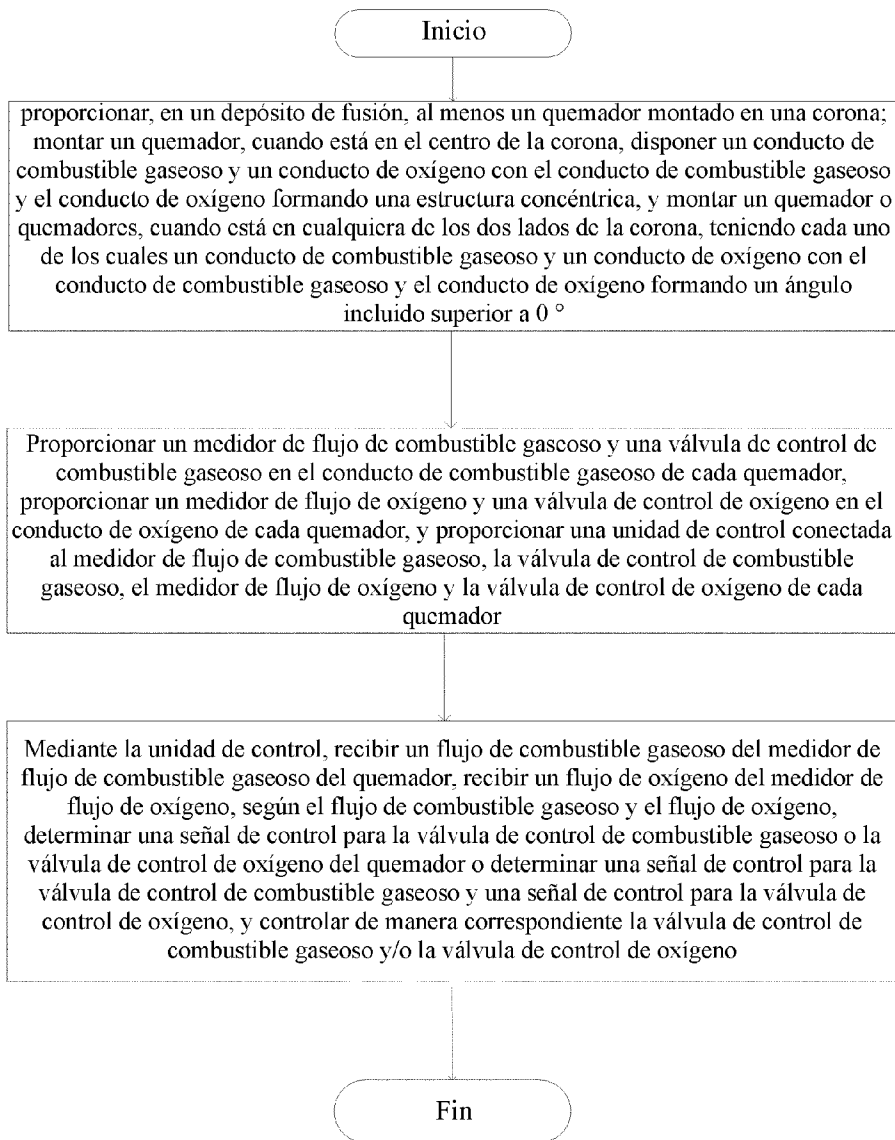 Inicio
proporcionar, en un depósito de fusión, al menos un quemador montado en una corona;
montar un quemador, cuando está en el centro de la corona, disponer un conducto de
combustible gaseoso y un conducto de oxígeno con el conducto de combustible gaseoso
y el conducto de oxígeno formando una estructura concéntrica, y montar un quemador o
quemadores, cuando está en cualquiera de los dos lados de la corona, teniendo cada uno
de los cuales un conducto de combustible gaseoso y un conducto de oxígeno con el
conducto de combustible gaseoso y el conducto de oxígeno formando un ángulo
incluido superior a 0 °
Proporcionar un medidor de flujo de combustible gaseoso y una válvula de control de
combustible gaseoso en el conducto de combustible gaseoso de cada quemador,
proporcionar un medidor de flujo de oxígeno y una válvula de control de oxígeno en el
conducto de oxígeno de cada quemador, y proporcionar una unidad de control conectada
al medidor de flujo de combustible gaseoso, la válvula de control de combustible
gaseoso, el medidor de flujo de oxígeno y la válvula de control de oxígeno de cada
quemador
Mediante la unidad de control, recibir un flujo de combustible gaseoso del medidor de
flujo de combustible gaseoso del quemador, recibir un flujo de oxígeno del medidor de
flujo de oxígeno, según el flujo de combustible gaseoso y el flujo de oxígeno,
determinar una señal de control para la válvula de control de combustible gaseoso o la
válvula de control de oxígeno del quemador o determinar una señal de control para la
válvula de control de combustible gaseoso y una señal de control para la válvula de
control de oxígeno, y controlar de manera correspondiente la válvula de control de
combustible gaseoso y/o la válvula de control de oxígeno
Fin